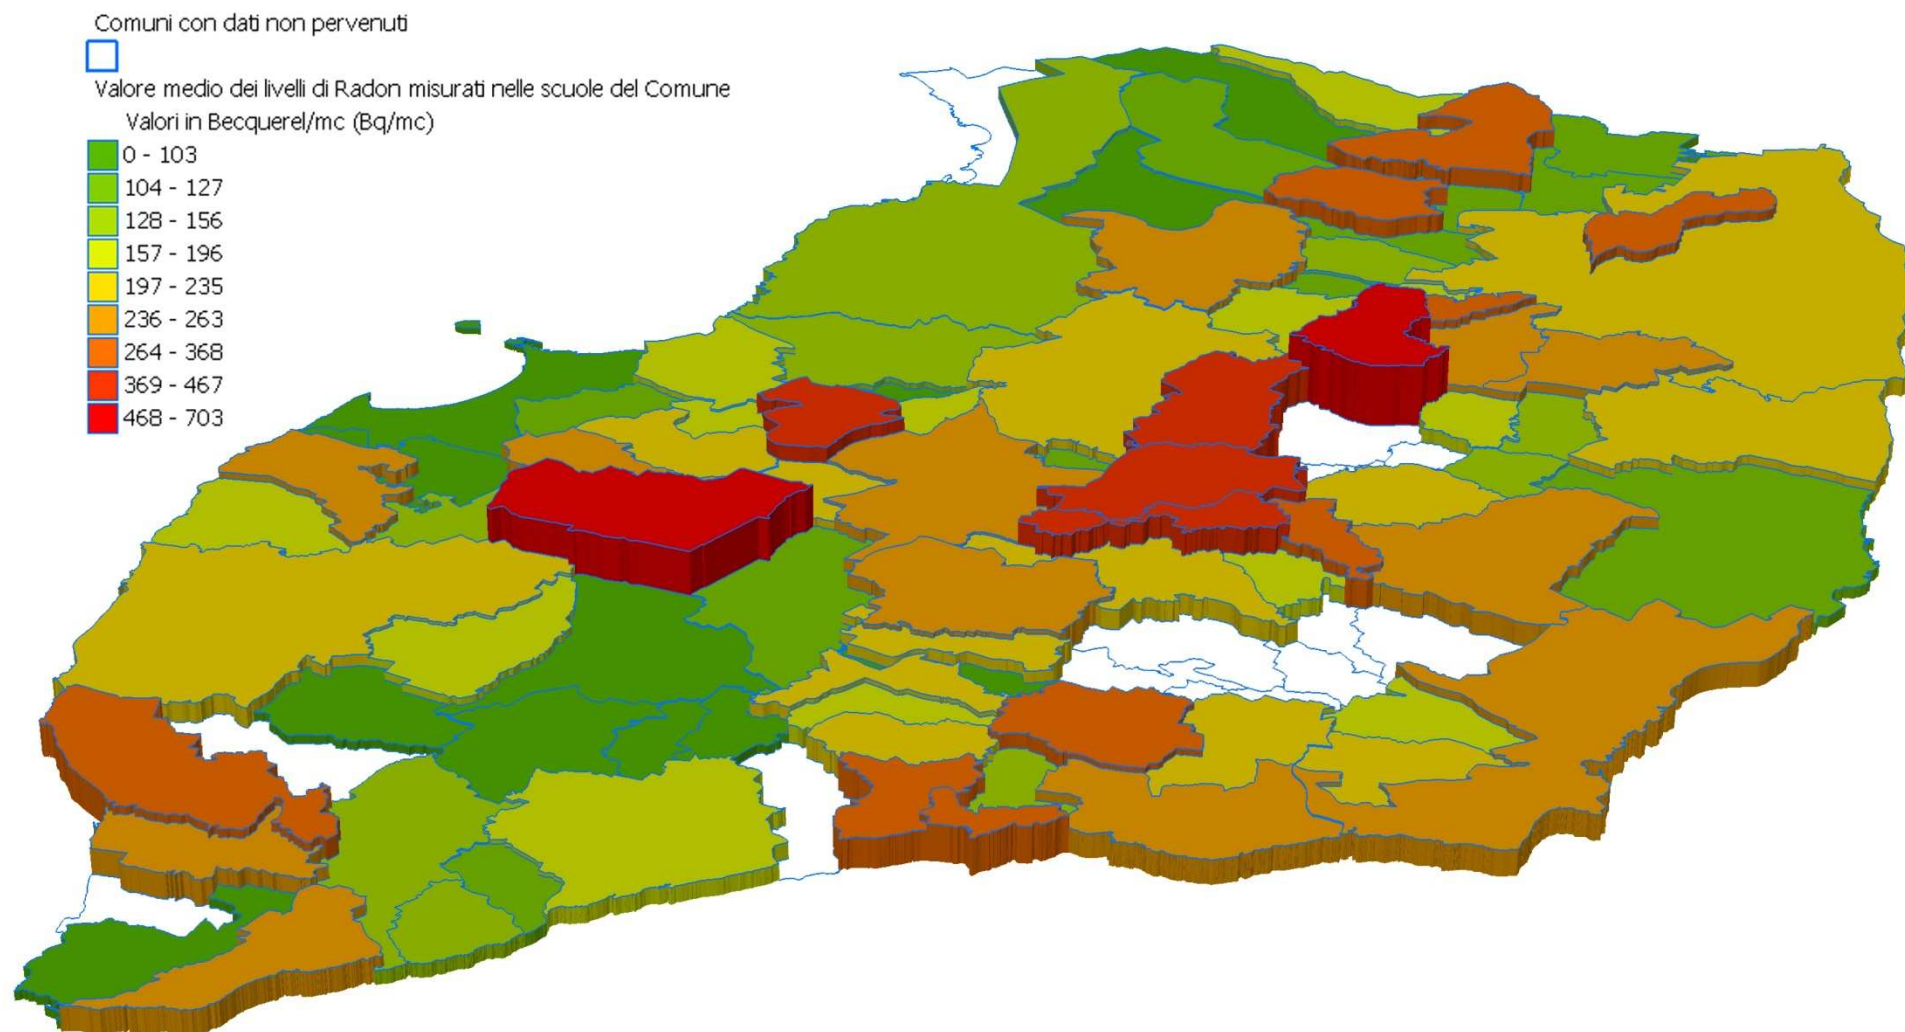 Comuni con dati non pervenuti
Valore medio dei livelli di Radon misurati nelle scuole del Comune
Valori in Becquerel/mc (Bq/mc)
0 - 103
104 - 127
128 - 156
157 - 196
197 - 235
236 - 263
264 - 368
369 - 467
468 - 703